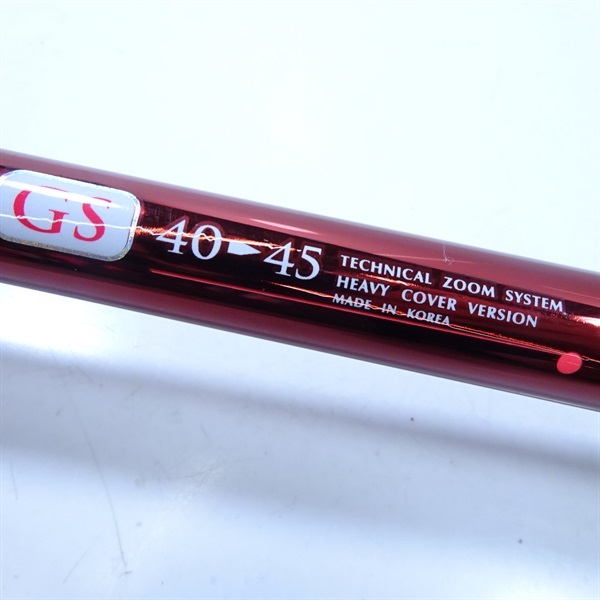 GS
40►45
TECHNICAL ZOOM SYSTEM
HEAVY COVER VERSION
MADE IN KOREA